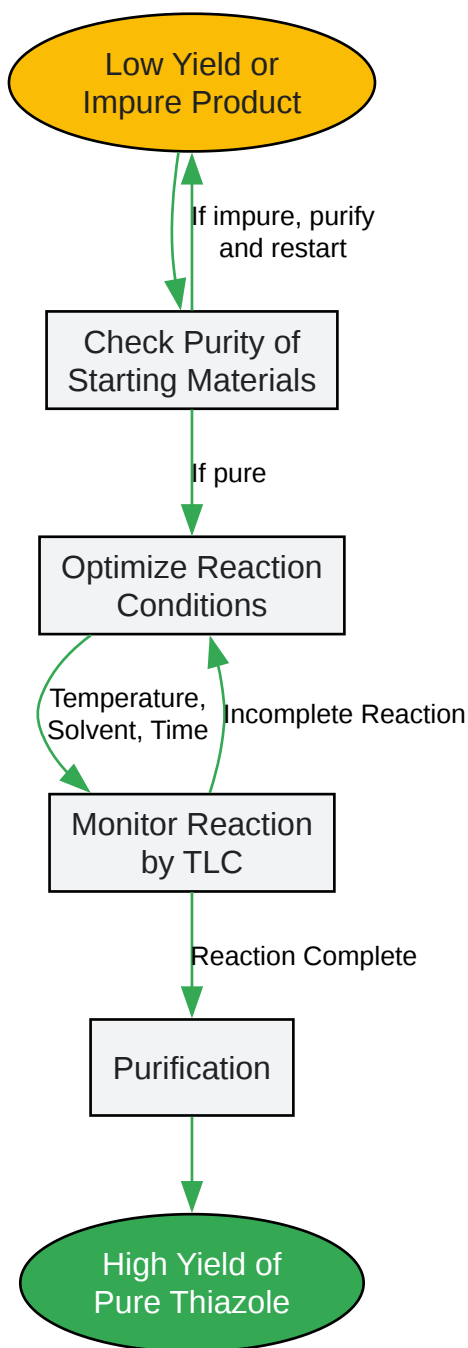 Low Yield or
Impure Product
If impure, purify
and restart
Check Purity of
Starting Materials
If pure
Optimize Reaction
Conditions
Temperature,
Solvent, Time
Incomplete Reaction
Monitor Reaction
by TLC
Reaction Complete
Purification
High Yield of
Pure Thiazole